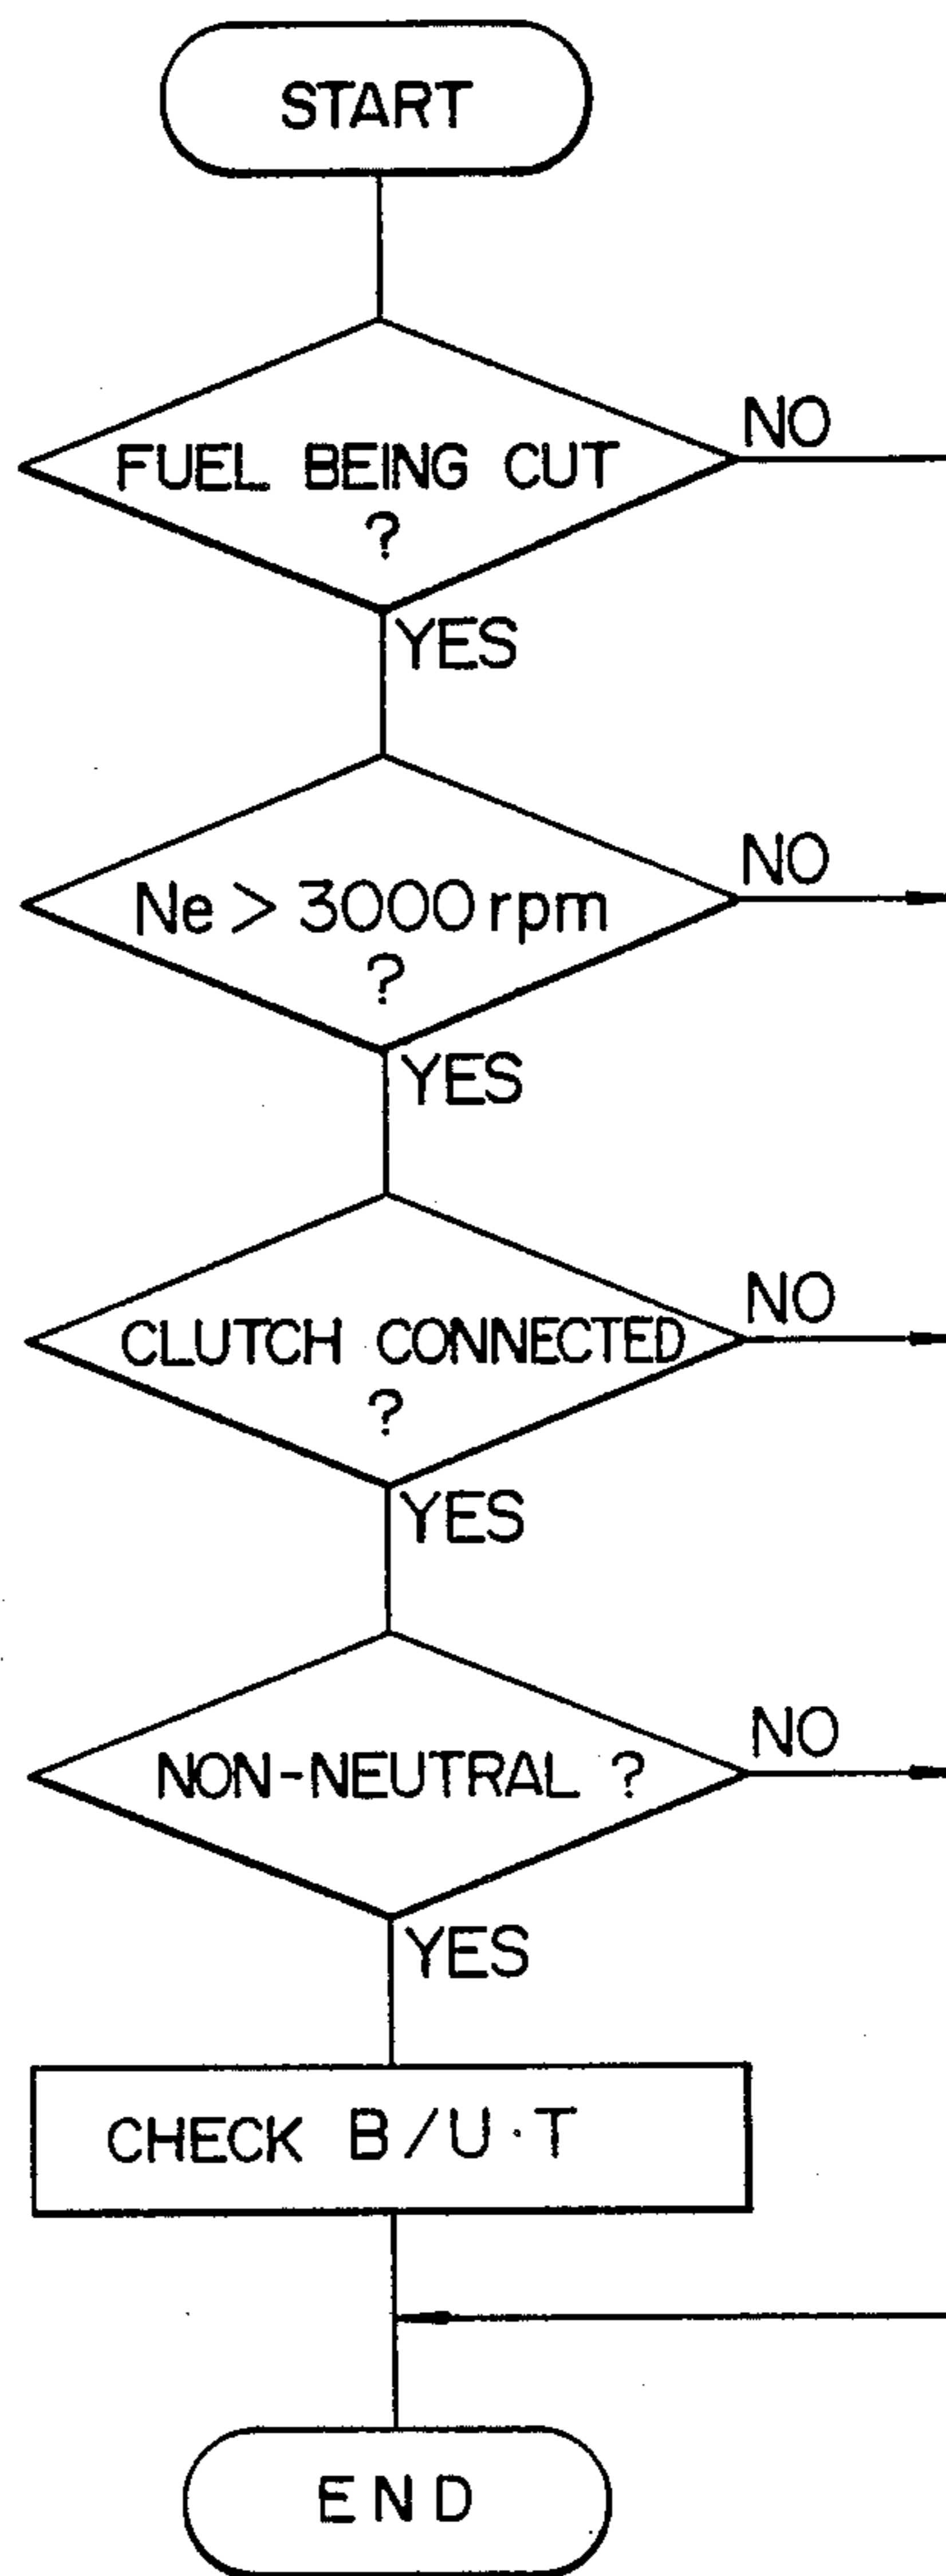 START
FUEL BEING CUT
?
NO
YES
Ne > 3000 rpm
?
NO
YES
CLUTCH CONNECTED
?
NO
YES
NON-NEUTRAL ?
NO
YES
CHECK B/U·T
END